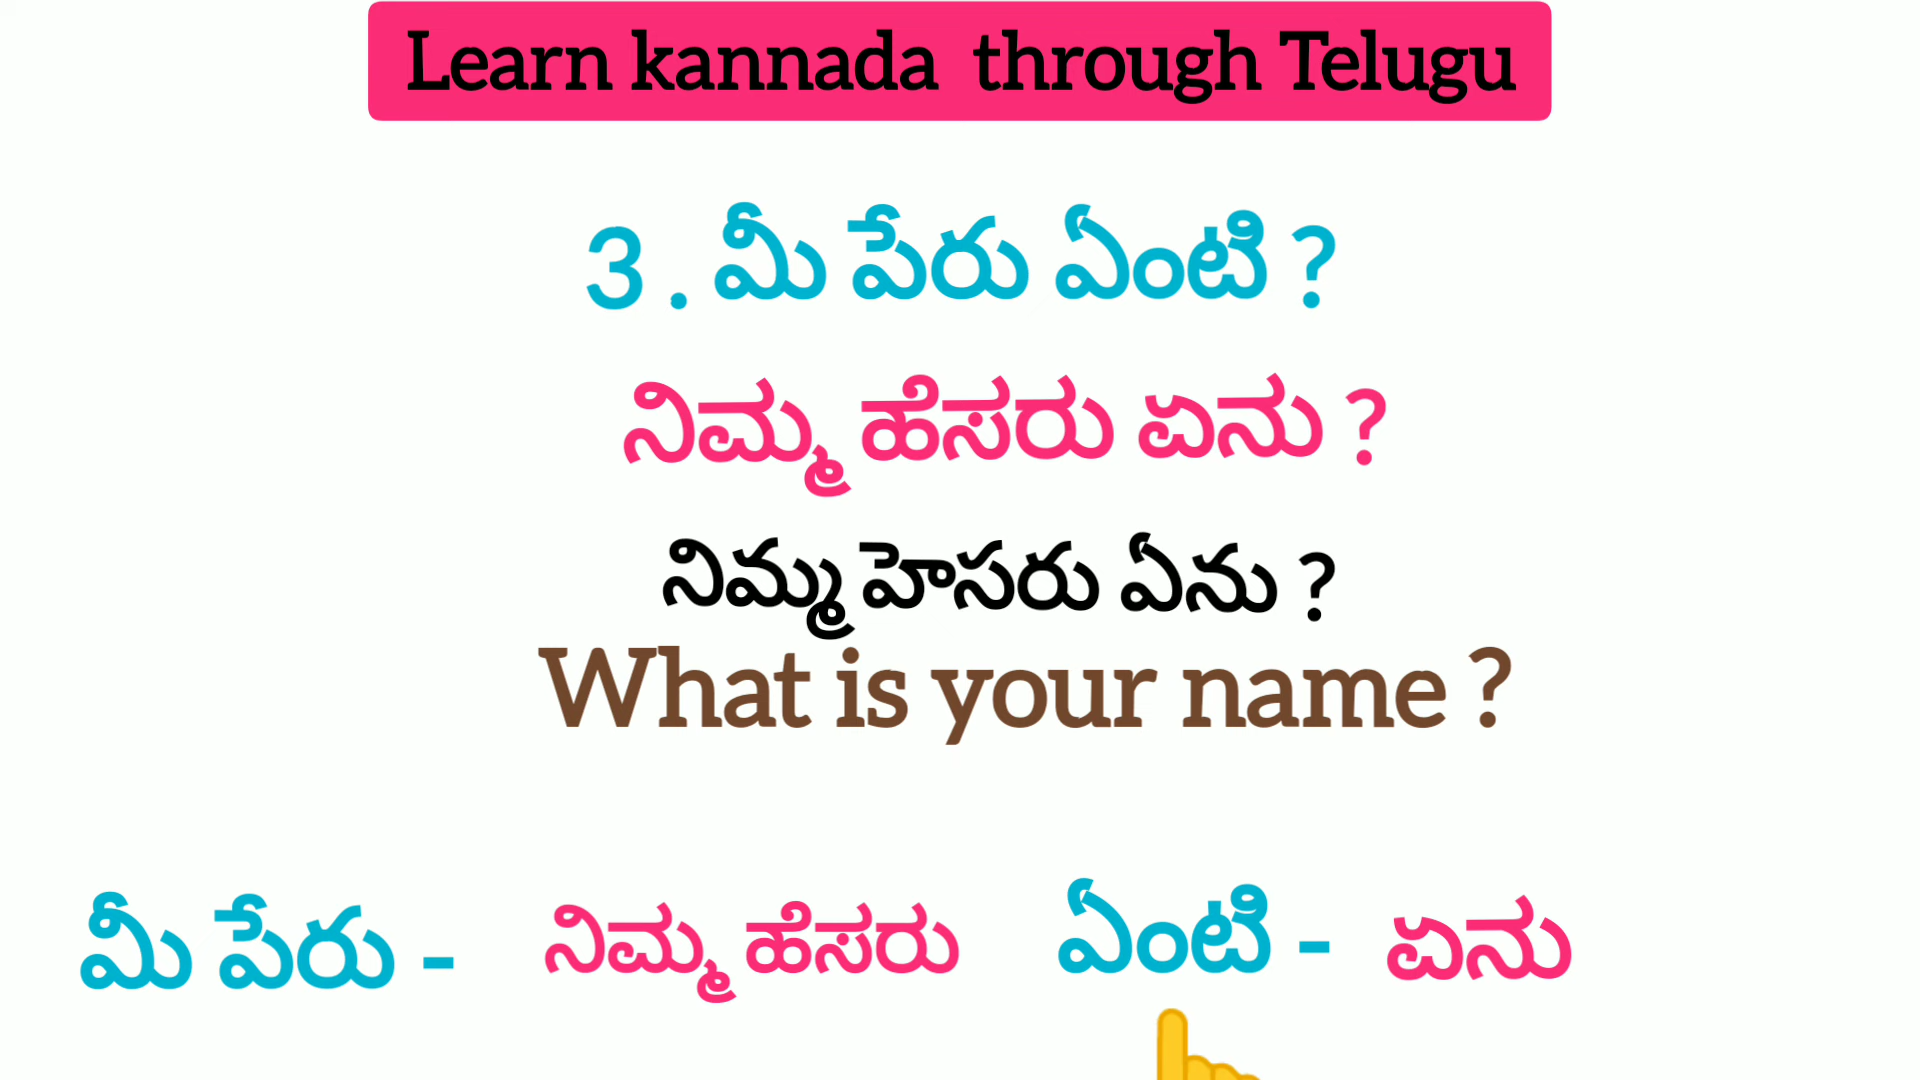 Learn kannada through Telugu
3 . మీ పేరు ఏంటి ?
ನಿಮ್ಮ ಹೆಸರು ಏನು ?
నిమ్మ హెసరు ఏను ?
What is your name ?
మీ పేరు - ನಿಮ್ಮ ಹೆಸರು ఏంటి - ಏನು